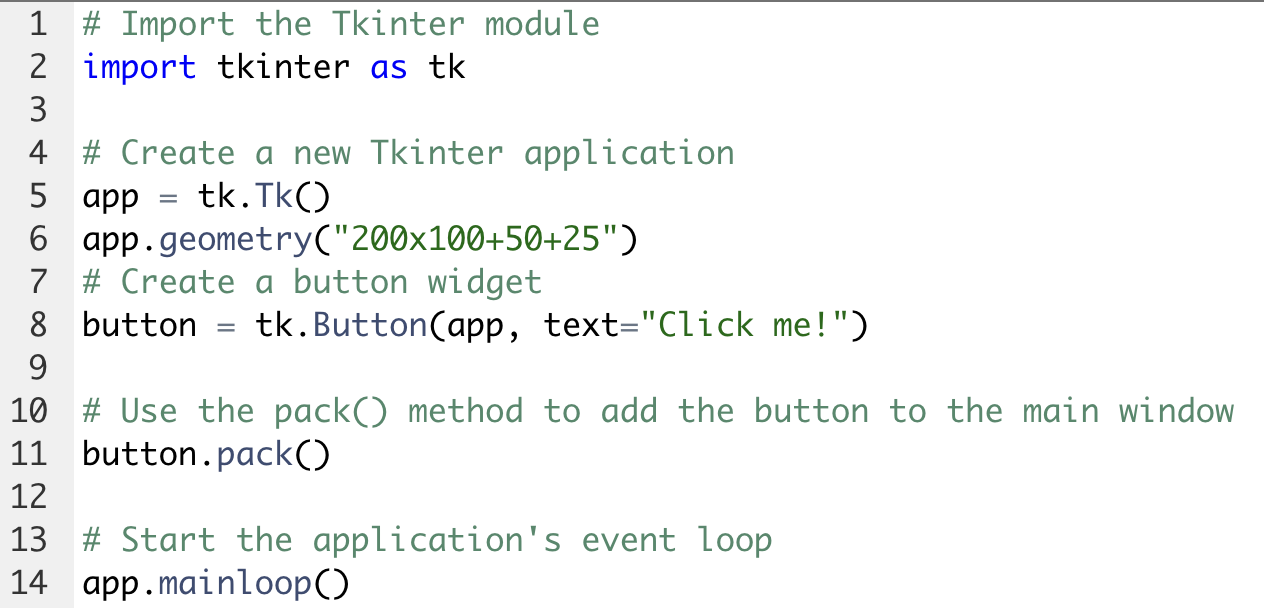 1 # Import the Tkinter module
2 import tkinter as tk
3
4 # Create a new Tkinter application
5 app = tk.Tk()
6 app.geometry("200x100+50+25")
7 # Create a button widget
8 button = tk.Button(app, text="Click me!")
9
10 # Use the pack() method to add the button to the main window
11 button.pack()
12
13 # Start the application's event loop
14 app.mainloop()